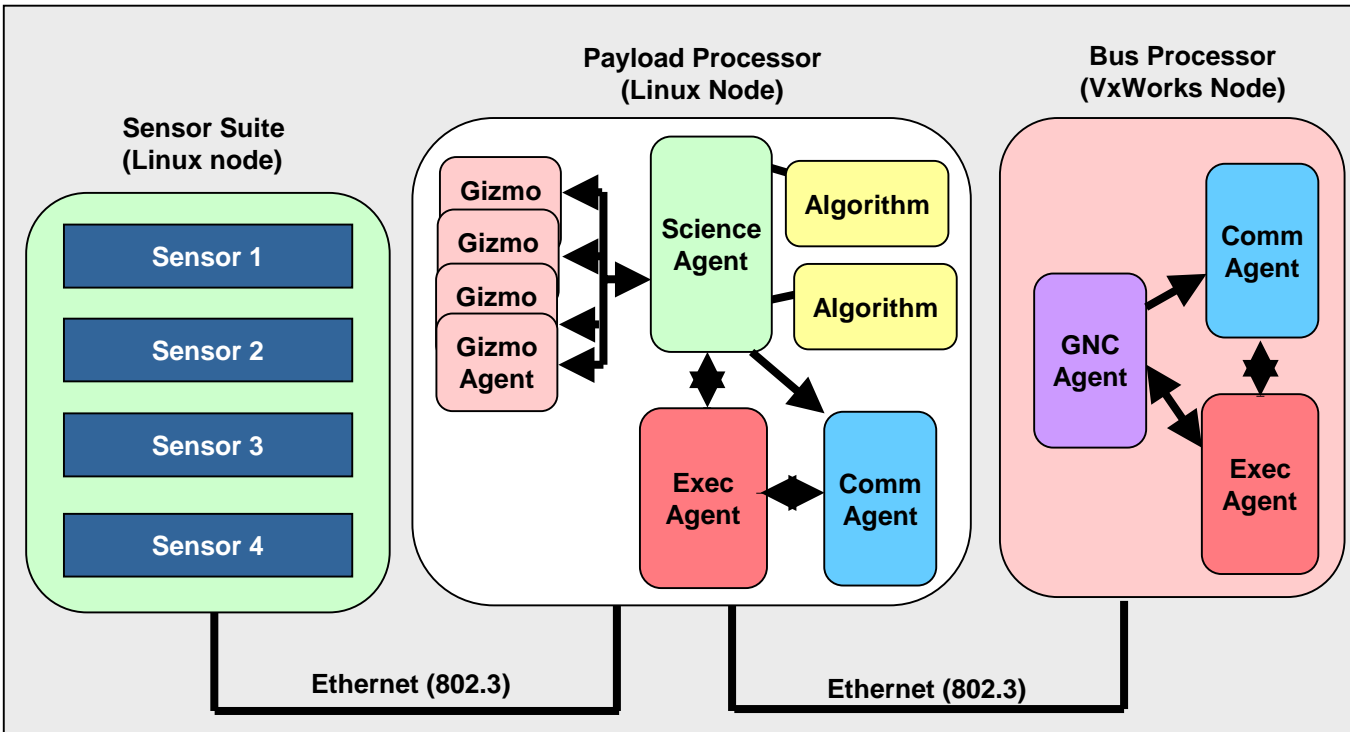 Sensor Suite
(Linux node)
Sensor 1
Sensor 2
Sensor 3
Sensor 4
Payload Processor
(Linux Node)
Gizmo
Gizmo
Gizmo
Gizmo
Agent
Science
Agent
Algorithm
Algorithm
Exec
Agent
Comm
Agent
Bus Processor
(VxWorks Node)
GNC
Agent
Comm
Agent
Exec
Agent
Ethernet (802.3)
Ethernet (802.3)